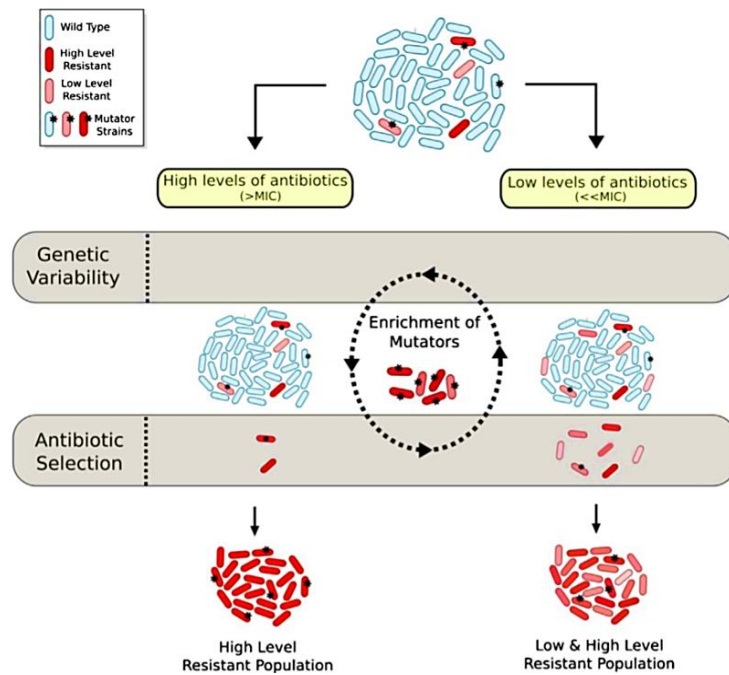 Wild Type
High Level
Resistant
Low Level
Resistant
Mutator
Strains
High levels of antibiotics
(>MIC)
Low levels of antibiotics
(<<MIC)
Genetic
Variability
Enrichment of
Mutators
Antibiotic
Selection
High Level
Resistant Population
Low & High Level
Resistant Population